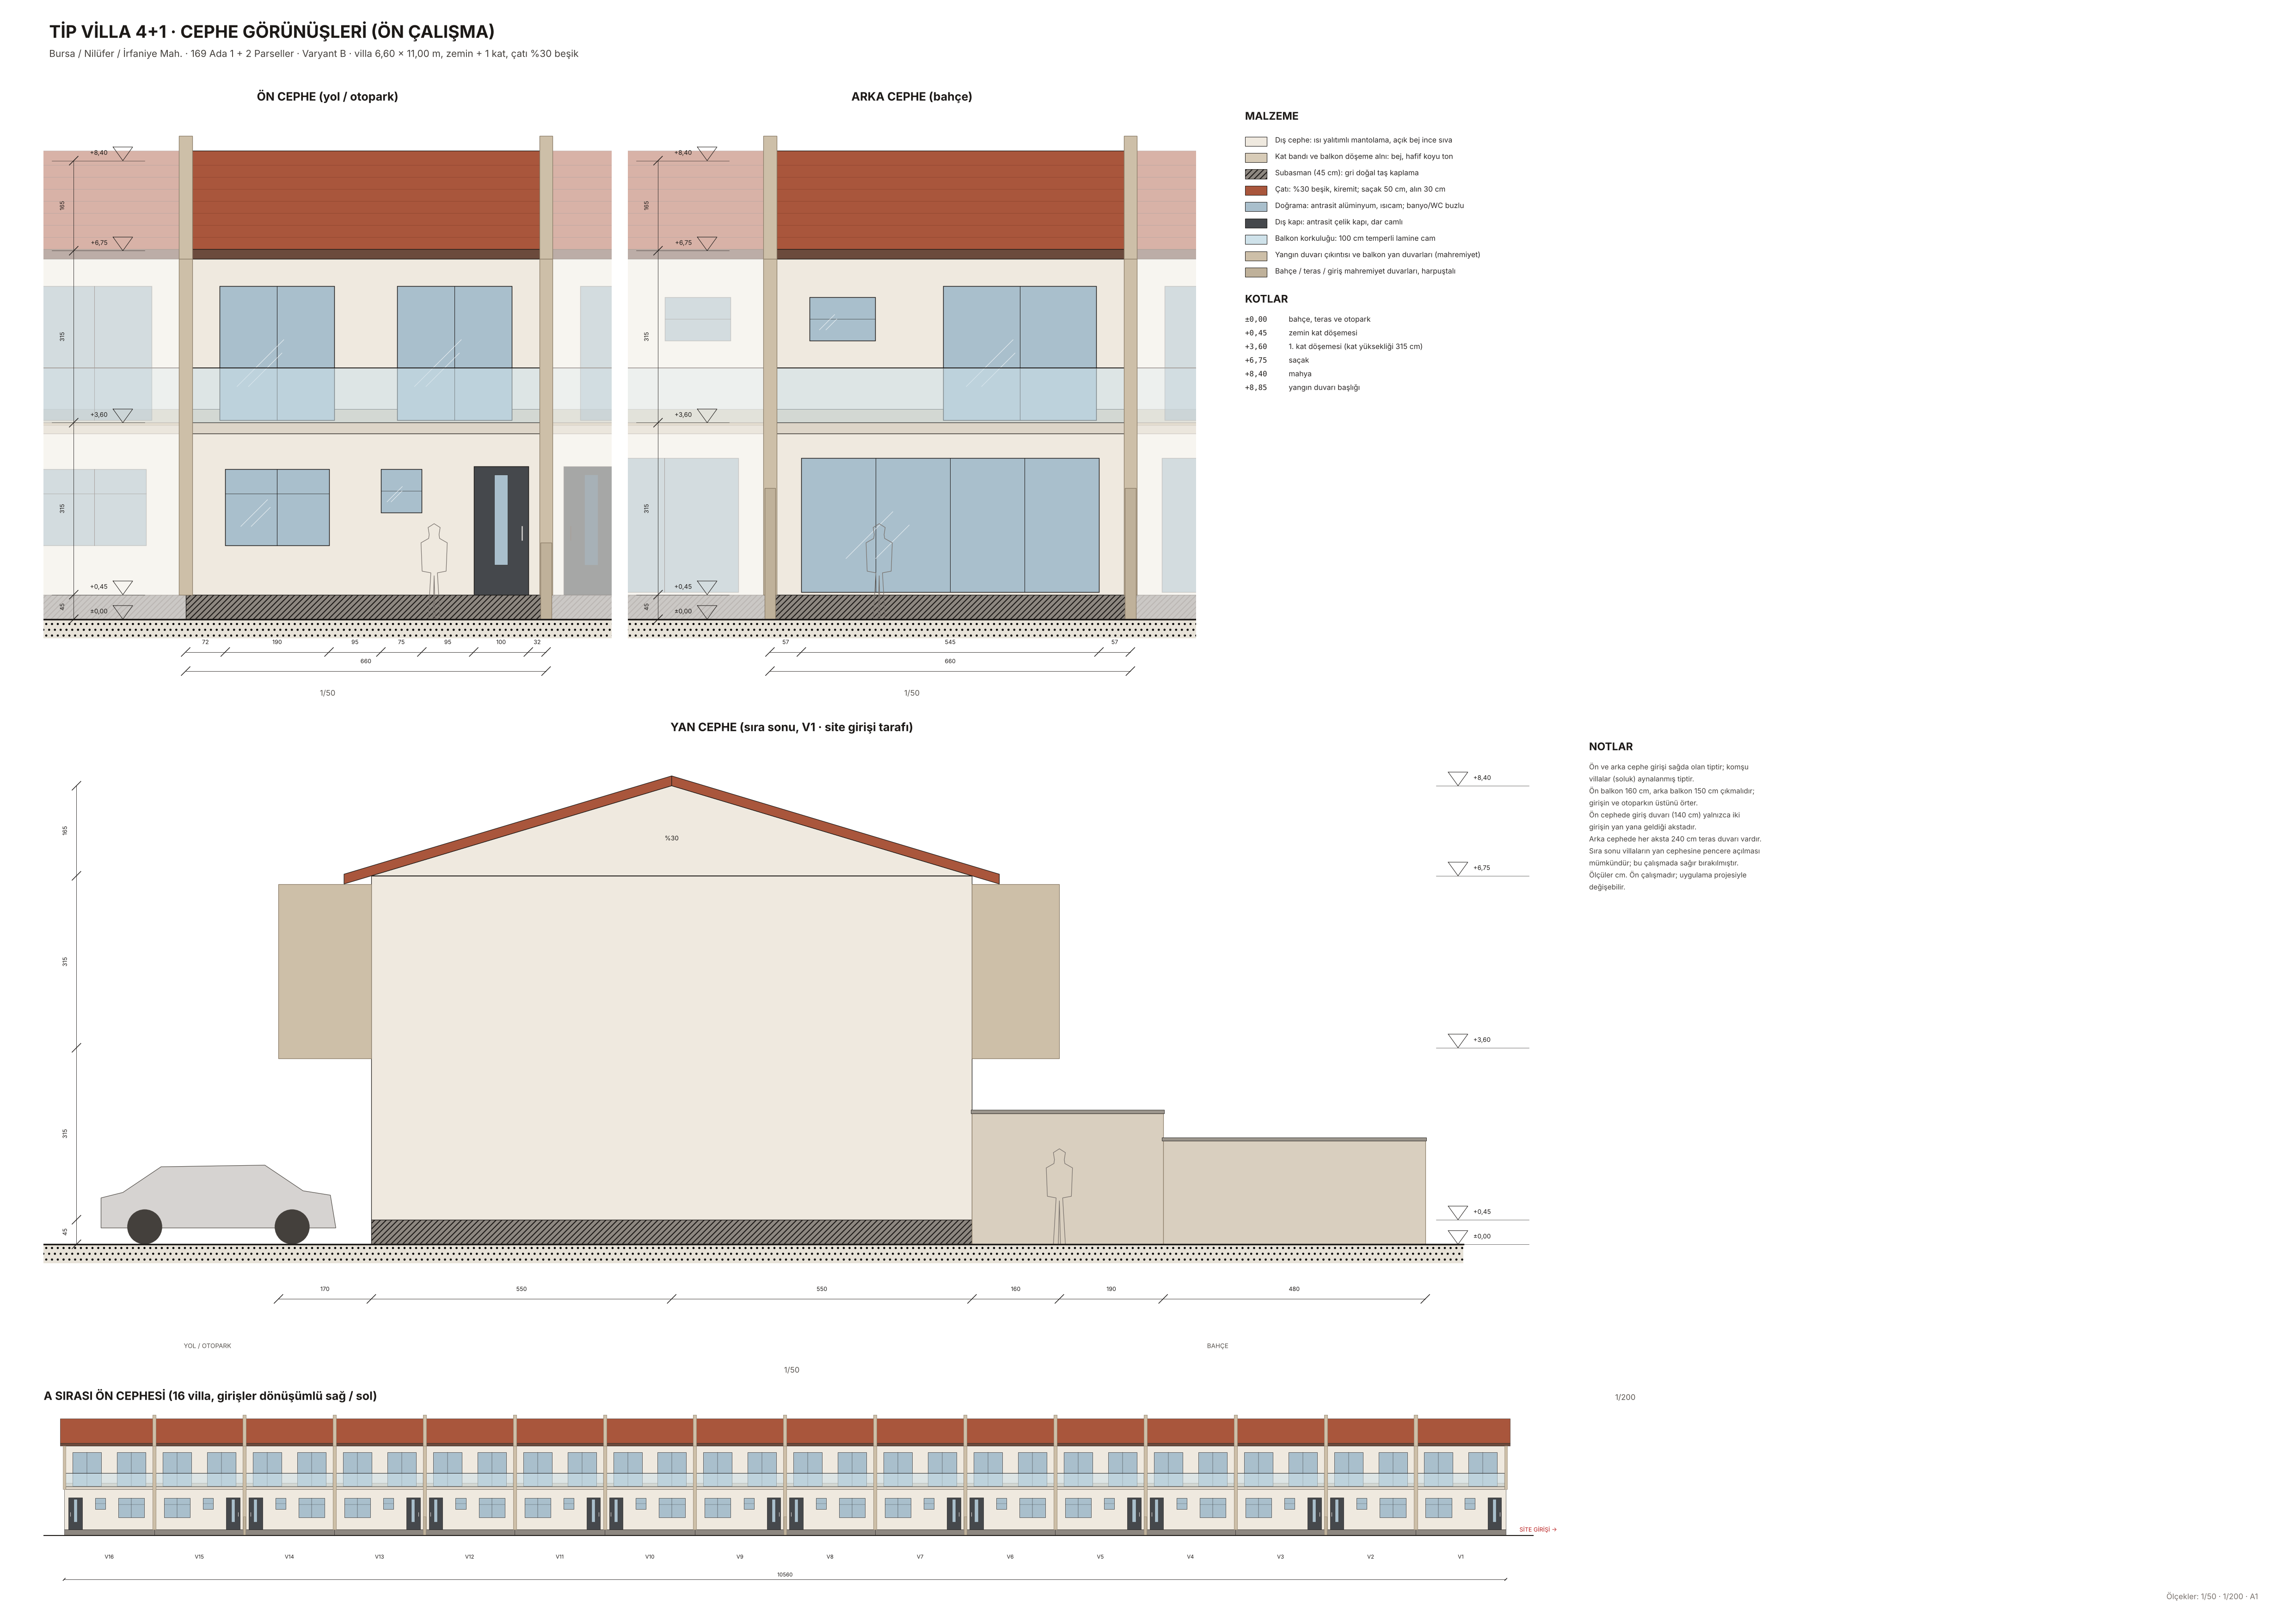 TİP VİLLA 4+1 · CEPHE GÖRÜNÜŞLERİ (ÖN ÇALIŞMA)
Bursa / Nilüfer / İrfaniye Mah. · 169 Ada 1 + 2 Parseller · Varyant B · villa 6,60 × 11,00 m, zemin + 1 kat, çatı %30 beşik
ÖN CEPHE (yol / otopark)
+8,40
165
+6,75
315
+3,60
315
+0,45
45
±0,00
72 190 95 75 95 100 32
660
1/50
ARKA CEPHE (bahçe)
+8,40
165
+6,75
315
+3,60
315
+0,45
45
±0,00
57 545 57
660
1/50
MALZEME
Dış cephe: ısı yalıtımlı mantolama, açık bej ince sıva
Kat bandı ve balkon döşeme alnı: bej, hafif koyu ton
Subasman (45 cm): gri doğal taş kaplama
Çatı: %30 beşik, kiremit; saçak 50 cm, alın 30 cm
Doğrama: antrasit alüminyum, ısıcam; banyo/WC buzlu
Dış kapı: antrasit çelik kapı, dar camlı
Balkon korkuluğu: 100 cm temperli lamine cam
Yangın duvarı çıkıntısı ve balkon yan duvarları (mahremiyet)
Bahçe / teras / giriş mahremiyet duvarları, harpuştalı
KOTLAR
±0,00 bahçe, teras ve otopark
+0,45 zemin kat döşemesi
+3,60 1. kat döşemesi (kat yüksekliği 315 cm)
+6,75 saçak
+8,40 mahya
+8,85 yangın duvarı başlığı
YAN CEPHE (sıra sonu, V1 · site girişi tarafı)
165
315
315
45
%30
+8,40
+6,75
+3,60
+0,45
±0,00
170 550 550 160 190 480
YOL / OTOPARK
BAHÇE
1/50
NOTLAR
Ön ve arka cephe girişi sağda olan tiptir; komşu
villalar (soluk) aynalanmış tiptir.
Ön balkon 160 cm, arka balkon 150 cm çıkmalıdır;
girişin ve otoparkın üstünü örter.
Ön cephede giriş duvarı (140 cm) yalnızca iki
girişin yan yana geldiği akstadır.
Arka cephede her aksta 240 cm teras duvarı vardır.
Sıra sonu villaların yan cephesine pencere açılması
mümkündür; bu çalışmada sağır bırakılmıştır.
Ölçüler cm. Ön çalışmadır; uygulama projesiyle
değişebilir.
A SIRASI ÖN CEPHESİ (16 villa, girişler dönüşümlü sağ / sol)
1/200
SİTE GİRİŞİ →
V16 V15 V14 V13 V12 V11 V10 V9 V8 V7 V6 V5 V4 V3 V2 V1
10560
Ölçekler: 1/50 · 1/200 · A1